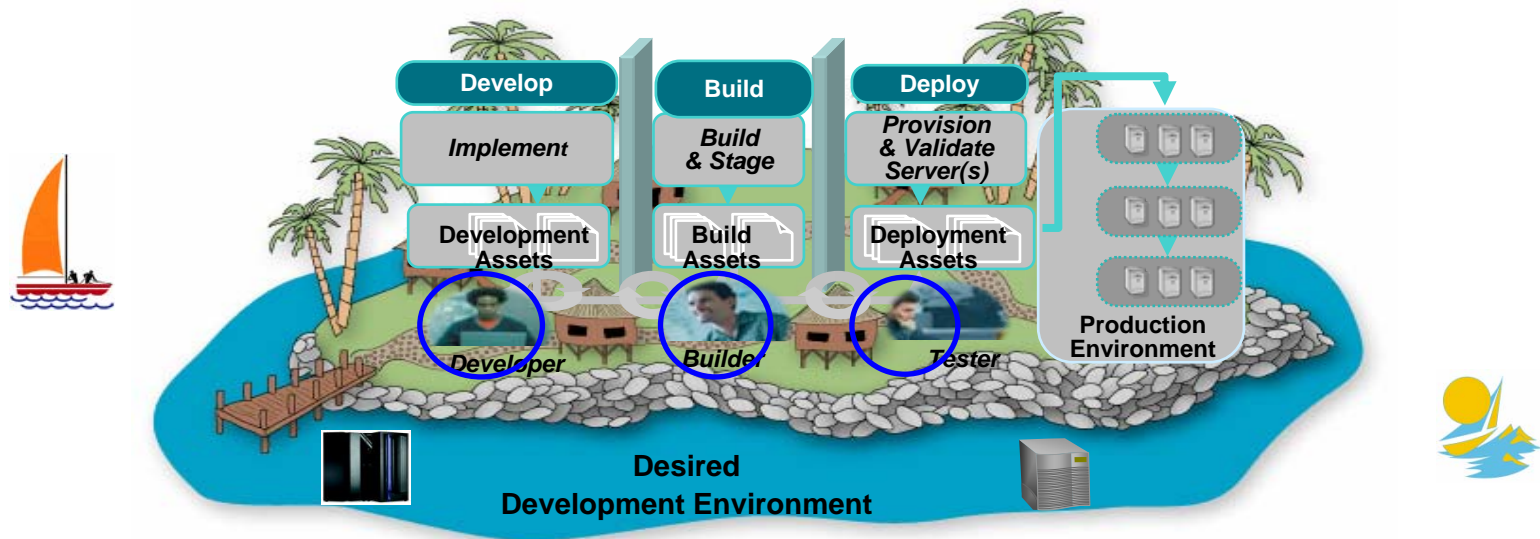 Develop
Implement
Development
Assets
Developer
Build
Build
& Stage
Build
Assets
Builder
Deploy
Provision
& Validate
Server(s)
Deployment
Assets
Tester
Production
Environment
Desired
Development Environment